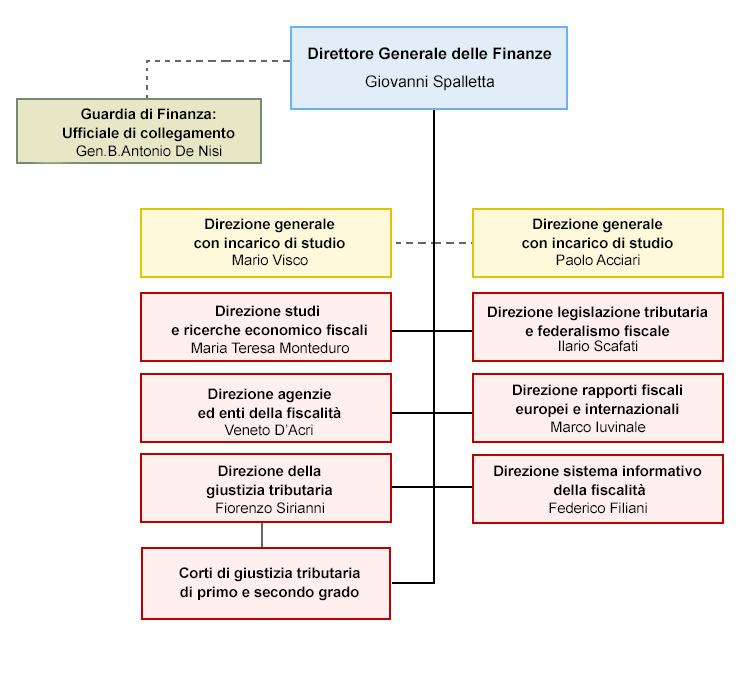 Direttore Generale delle Finanze
Giovanni Spalletta
Guardia di Finanza:
Ufficiale di collegamento
Gen.B.Antonio De Nisi
Direzione generale
con incarico di studio
Mario Visco
Direzione generale
con incarico di studio
Paolo Acciari
Direzione studi
e ricerche economico fiscali
Maria Teresa Monteduro
Direzione legislazione tributaria
e federalismo fiscale
Ilario Scafati
Direzione agenzie
ed enti della fiscalità
Veneto D'Acri
Direzione rapporti fiscali
europei e internazionali
Marco Iuvinale
Direzione della
giustizia tributaria
Fiorenzo Sirianni
Direzione sistema informativo
della fiscalità
Federico Filiani
Corti di giustizia tributaria
di primo e secondo grado